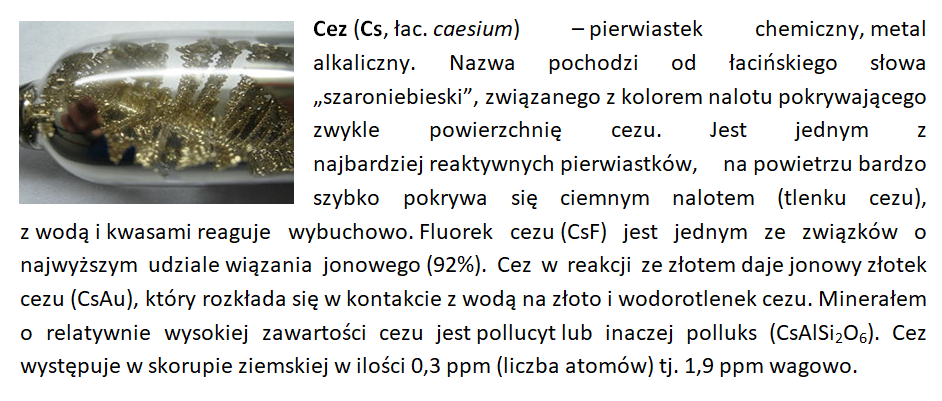 Cez (Cs, łac. caesium) – pierwiastek chemiczny, metal
alkaliczny. Nazwa pochodzi od łacińskiego słowa
„szaroniebieski”, związanego z kolorem nalotu pokrywającego
zwykle powierzchnię cezu. Jest jednym z
najbardziej reaktywnych pierwiastków, na powietrzu bardzo
szybko pokrywa się ciemnym nalotem (tlenku cezu),
z wodą i kwasami reaguje wybuchowo. Fluorek cezu (CsF) jest jednym ze związków o
najwyższym udziale wiązania jonowego (92%). Cez w reakcji ze złotem daje jonowy złotek
cezu (CsAu), który rozkłada się w kontakcie z wodą na złoto i wodorotlenek cezu. Minerałem
o relatywnie wysokiej zawartości cezu jest pollucyt lub inaczej polluks (CsAlSi₂O₆). Cez
występuje w skorupie ziemskiej w ilości 0,3 ppm (liczba atomów) tj. 1,9 ppm wagowo.